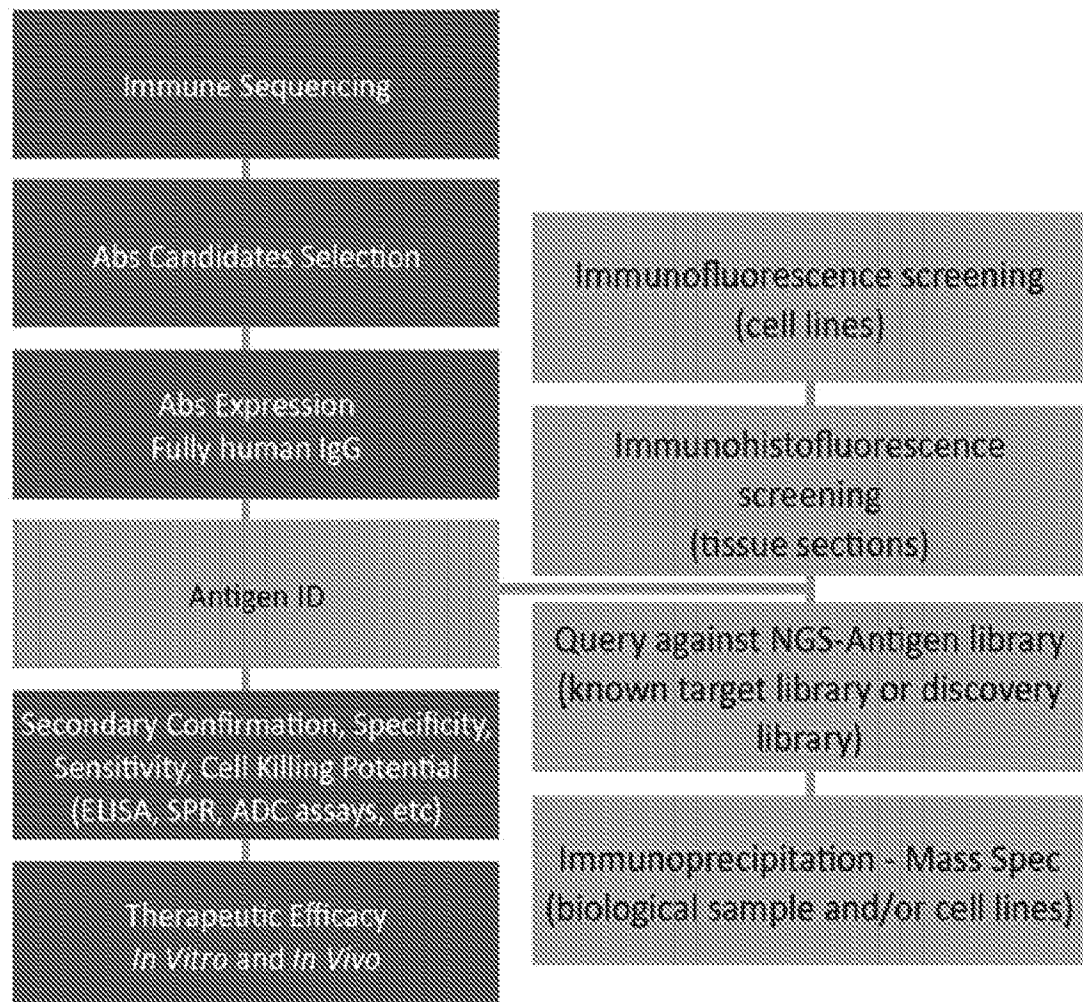 Immune Sequencing
Abs Candidates Selection
Abs Expression
Fully human IgG
Antigen ID
Secondary Confirmation, Specificity,
Sensitivity, Cell Killing Potential
(ELISA, SPR, ADC assays, etc)
Therapeutic Efficacy
In Vitro and In Vivo
Immunofluorescence screening
(cell lines)
Immunohistofluorescence
screening
(tissue sections)
Query against NGS-Antigen library
(known target library or discovery
library)
Immunoprecipitation - Mass Spec
(biological sample and/or cell lines)